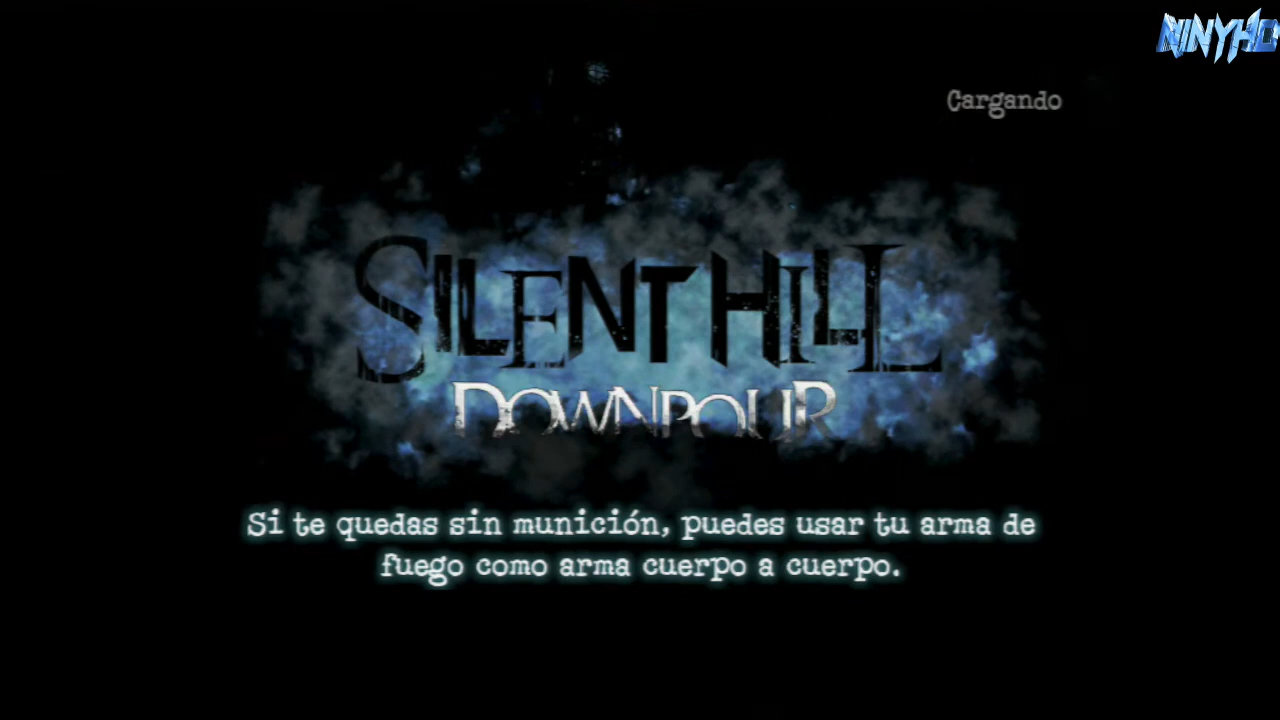 NINYHD
Cargando
SILENT HILL
DOWNPOUR
Si te quedas sin munición, puedes usar tu arma de
fuego como arma cuerpo a cuerpo.